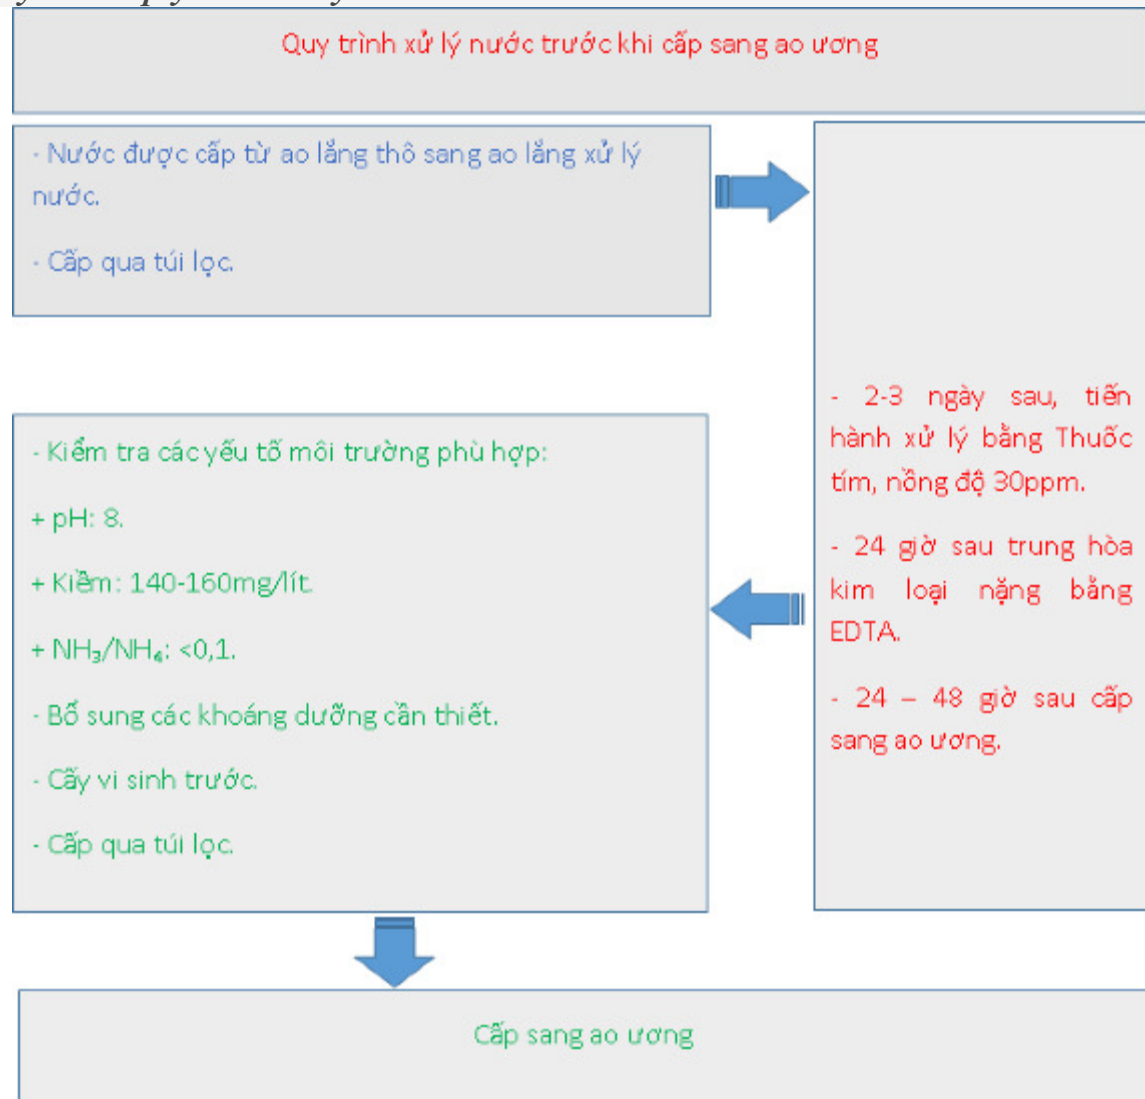 Quy trình xử lý nước trước khi cấp sang ao ương
- Nước được cấp từ ao lắng thô sang ao lắng xử lý
nước.
- Cấp qua túi lọc.
- 2-3 ngày sau, tiến
hành xử lý bằng Thuốc
tím, nồng độ 30ppm.
- 24 giờ sau trung hòa
kim loại nặng bằng
EDTA.
- 24 – 48 giờ sau cấp
sang ao ương.
- Kiểm tra các yếu tố môi trường phù hợp:
+ pH: 8.
+ Kiềm: 140-160mg/lít.
+ NH₃/NH₄: <0,1.
- Bổ sung các khoáng dưỡng cần thiết.
- Cấy vi sinh trước.
- Cấp qua túi lọc.
Cấp sang ao ương